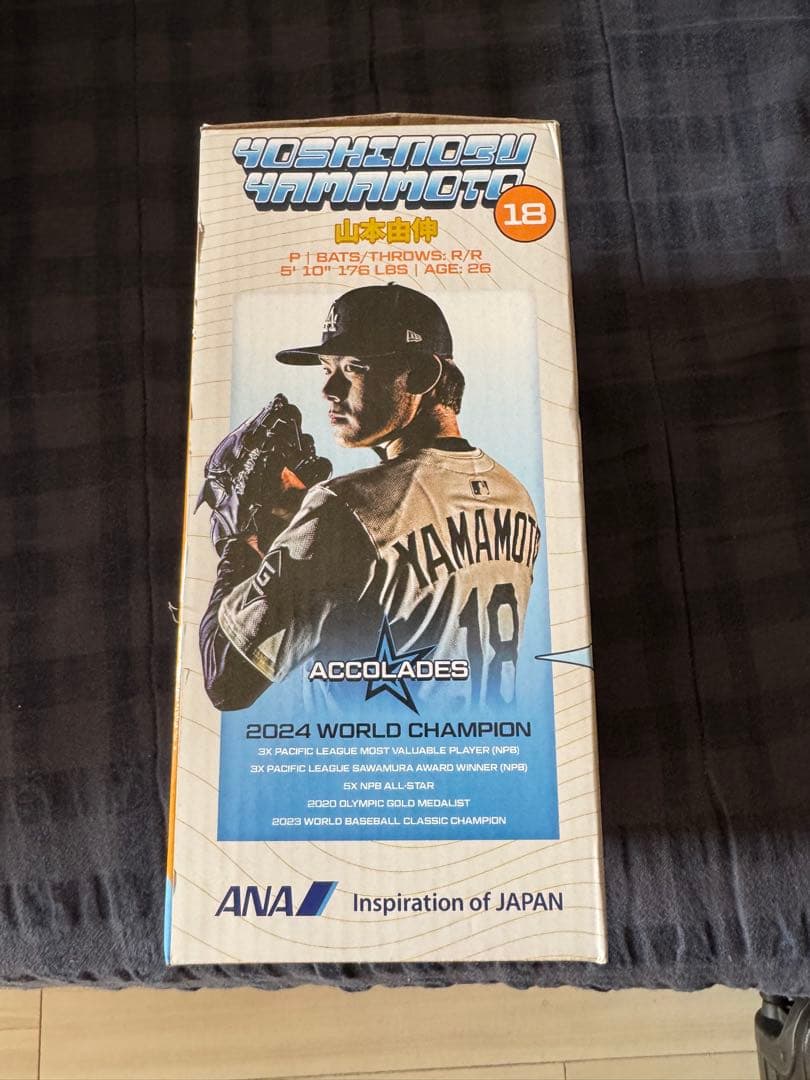 YOSHINOBU
YAMAMOTO
18
山本由伸
P | BATS/THROWS: R/R
5' 10" 176 LBS | AGE: 26
LA
YAMAMOTO
18
ACCOLADES
2024 WORLD CHAMPION
3X PACIFIC LEAGUE MOST VALUABLE PLAYER (NPB)
3X PACIFIC LEAGUE SAWAMURA AWARD WINNER (NPB)
5X NPB ALL-STAR
2020 OLYMPIC GOLD MEDALIST
2023 WORLD BASEBALL CLASSIC CHAMPION
ANA Inspiration of JAPAN